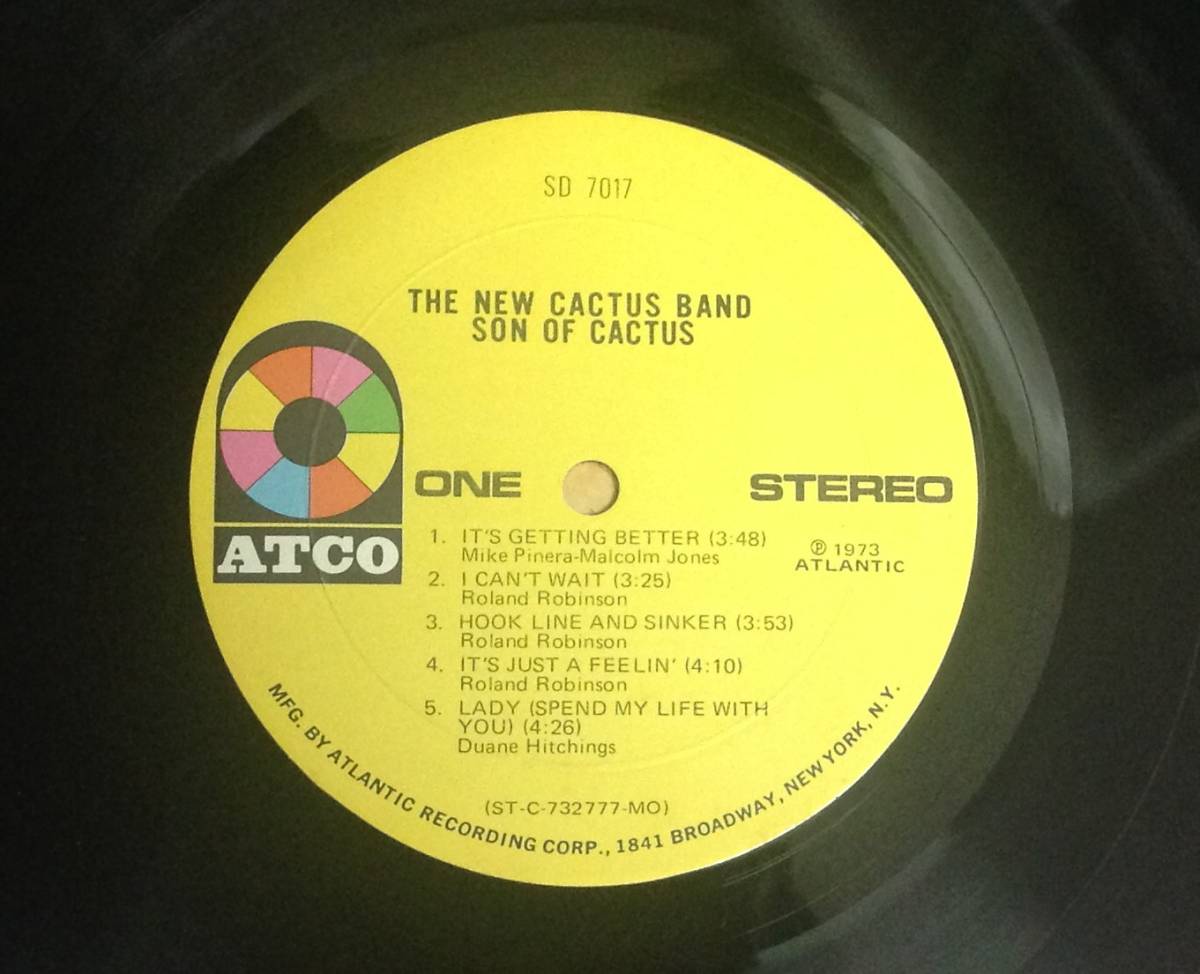 SD 7017
THE NEW CACTUS BAND
SON OF CACTUS
ATCO
ONE
STEREO
1. IT'S GETTING BETTER (3:48)
Mike Pinera-Malcolm Jones
2. I CAN'T WAIT (3:25)
Roland Robinson
3. HOOK LINE AND SINKER (3:53)
Roland Robinson
4. IT'S JUST A FEELIN' (4:10)
Roland Robinson
5. LADY (SPEND MY LIFE WITH
YOU) (4:26)
Duane Hitchings
℗ 1973
ATLANTIC
(ST-C-732777-MO)
MFG. BY ATLANTIC RECORDING CORP., 1841 BROADWAY, NEW YORK, N.Y.